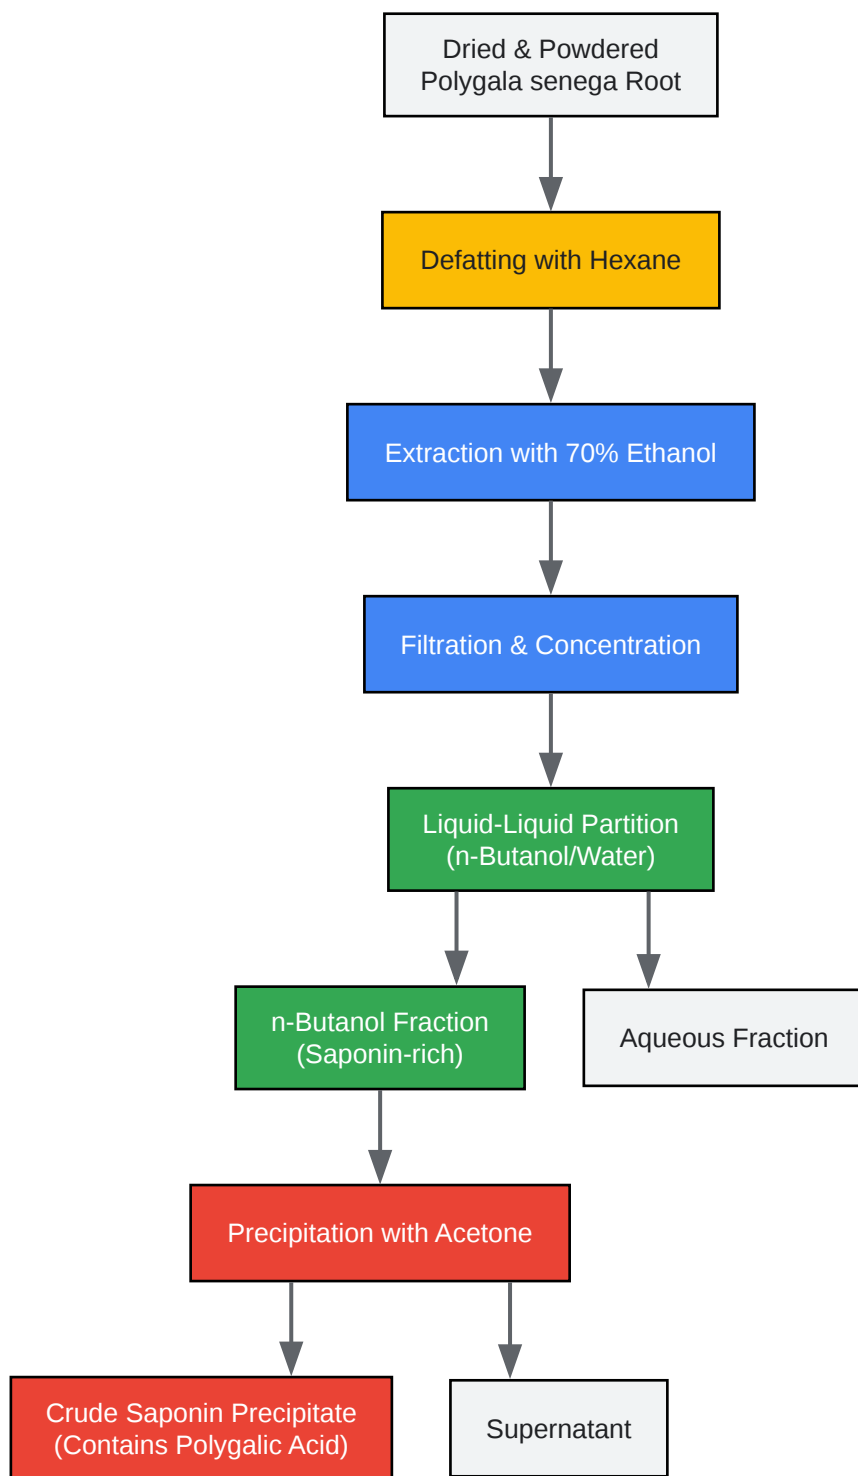 Dried & Powdered
Polygala senega Root
Defatting with Hexane
Extraction with 70% Ethanol
Filtration & Concentration
Liquid-Liquid Partition
(n-Butanol/Water)
n-Butanol Fraction
(Saponin-rich)
Aqueous Fraction
Precipitation with Acetone
Crude Saponin Precipitate
(Contains Polygalic Acid)
Supernatant